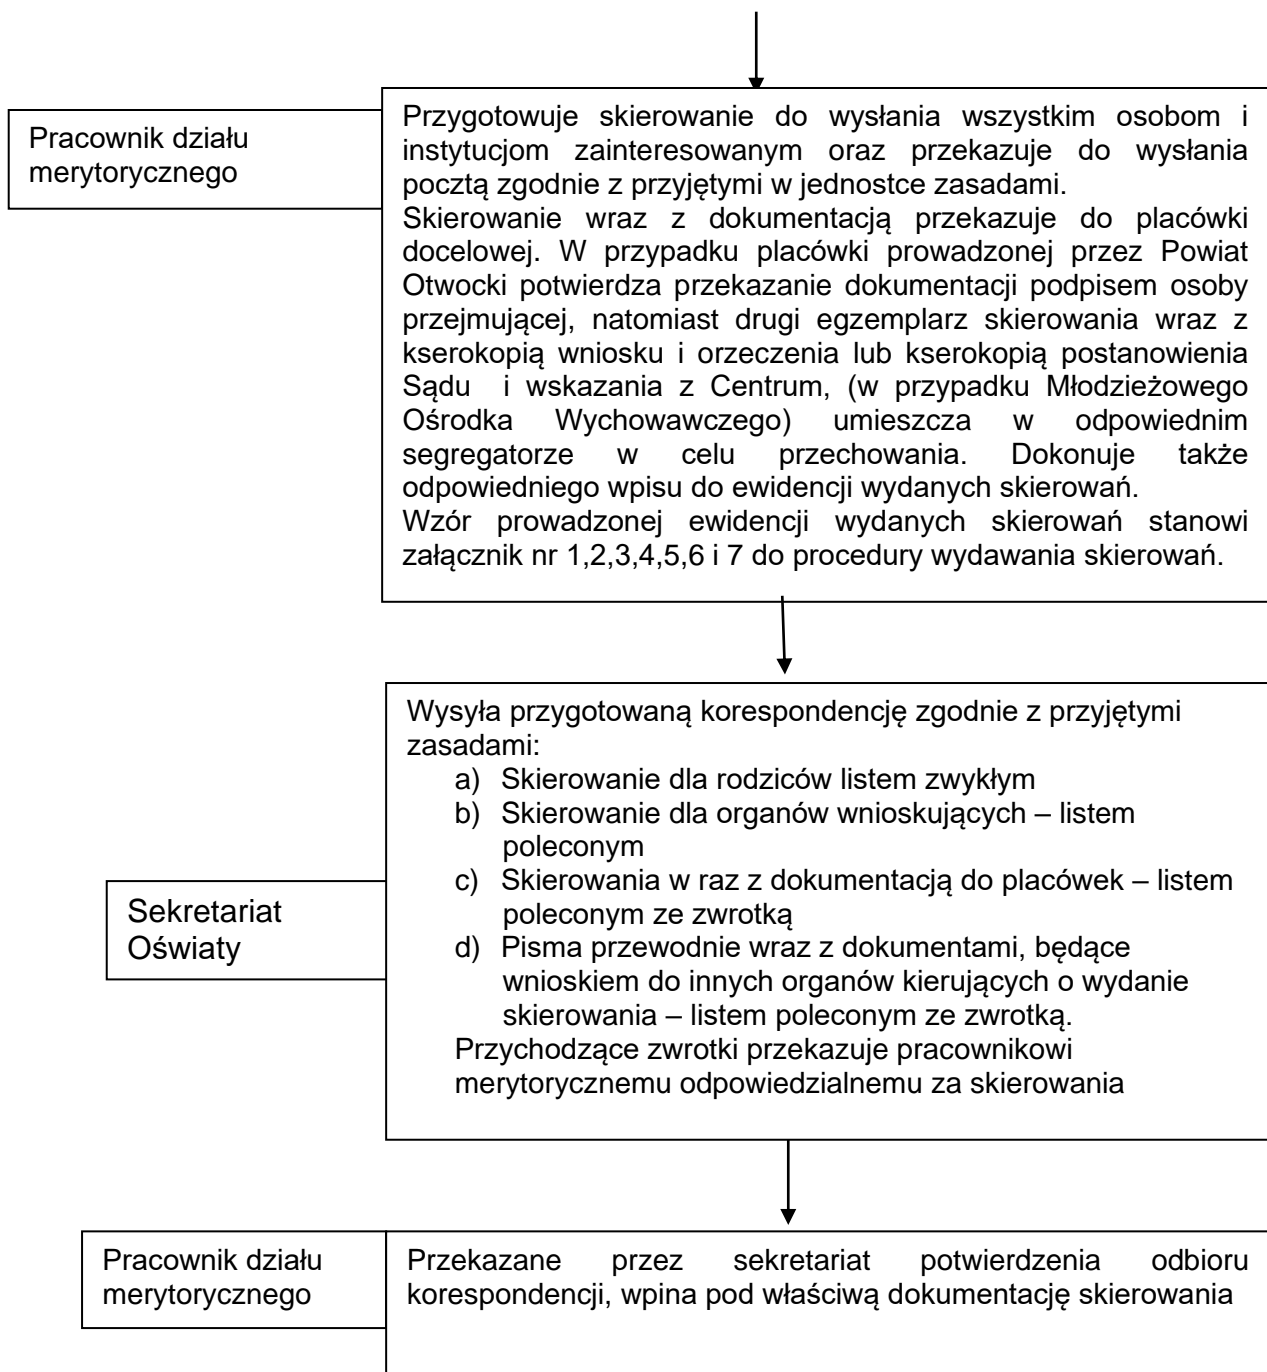 Pracownik działu
merytorycznego
Przygotowuje skierowanie do wysłania wszystkim osobom i
instytucjom zainteresowanym oraz przekazuje do wysłania
pocztą zgodnie z przyjętymi w jednostce zasadami.
Skierowanie wraz z dokumentacją przekazuje do placówki
docelowej. W przypadku placówki prowadzonej przez Powiat
Otwocki potwierdza przekazanie dokumentacji podpisem osoby
przejmującej, natomiast drugi egzemplarz skierowania wraz z
kserokopią wniosku i orzeczenia lub kserokopią postanowienia
Sądu i wskazania z Centrum, (w przypadku Młodzieżowego
Ośrodka Wychowawczego) umieszcza w odpowiednim
segregatorze w celu przechowania. Dokonuje także
odpowiedniego wpisu do ewidencji wydanych skierowań.
Wzór prowadzonej ewidencji wydanych skierowań stanowi
załącznik nr 1,2,3,4,5,6 i 7 do procedury wydawania skierowań.
Sekretariat
Oświaty
Wysyła przygotowaną korespondencję zgodnie z przyjętymi
zasadami:
a) Skierowanie dla rodziców listem zwykłym
b) Skierowanie dla organów wnioskujących – listem
poleconym
c) Skierowania w raz z dokumentacją do placówek – listem
poleconym ze zwrotką
d) Pisma przewodnie wraz z dokumentami, będące
wnioskiem do innych organów kierujących o wydanie
skierowania – listem poleconym ze zwrotką.
Przychodzące zwrotki przekazuje pracownikowi
merytorycznemu odpowiedzialnemu za skierowania
Pracownik działu
merytorycznego
Przekazane przez sekretariat potwierdzenia odbioru
korespondencji, wpina pod właściwą dokumentację skierowania